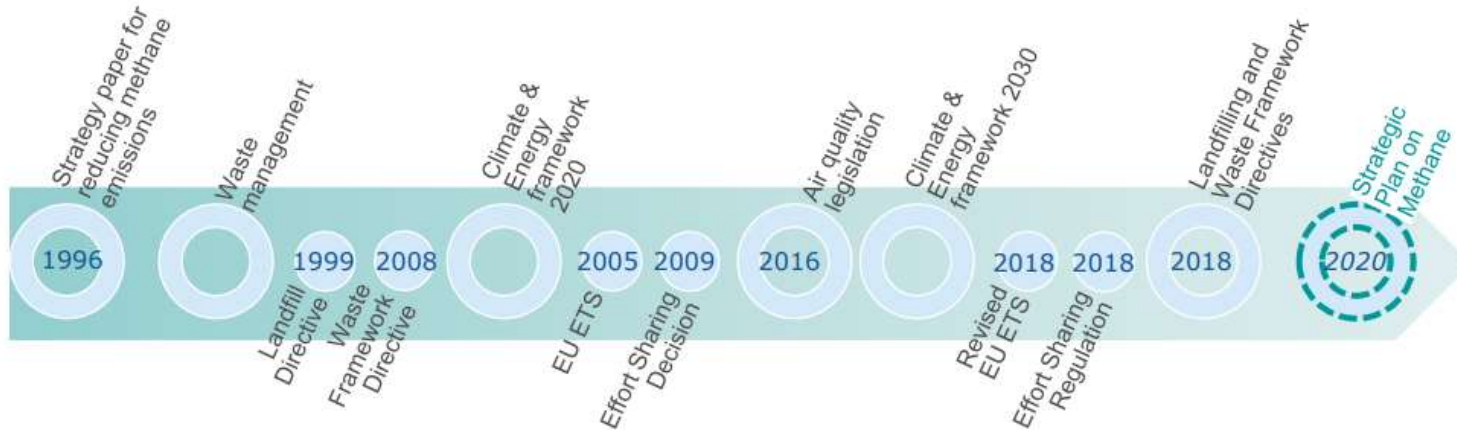 Strategy paper for
reducing methane
emissions
1996
Waste
management
1999
Landfill
Directive
2008
Waste
Framework
Directive
Climate &
Energy
framework
2020
2005
EU ETS
2009
Effort Sharing
Decision
Air quality
legislation
2016
Climate &
Energy
framework 2030
2018
Revised
EU ETS
2018
Effort Sharing
Regulation
Landfilling and
Waste Framework
Directives
2018
Strategic
Plan on
Methane
2020